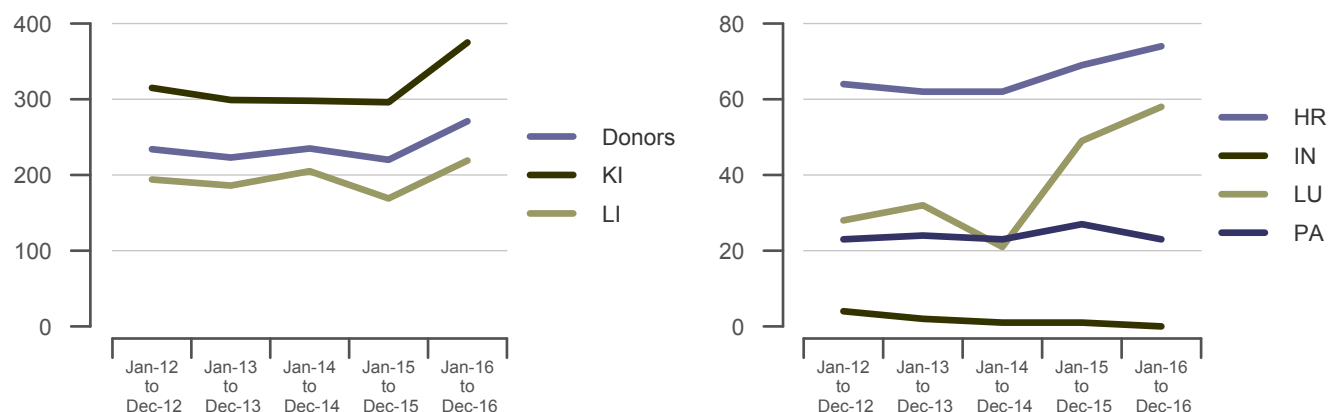 400
300
200
100
0
Jan-12
to
Dec-12
Jan-13
to
Dec-13
Jan-14
to
Dec-14
Jan-15
to
Dec-15
Jan-16
to
Dec-16
Donors
KI
LI
80
60
40
20
0
Jan-12
to
Dec-12
Jan-13
to
Dec-13
Jan-14
to
Dec-14
Jan-15
to
Dec-15
Jan-16
to
Dec-16
HR
IN
LU
PA